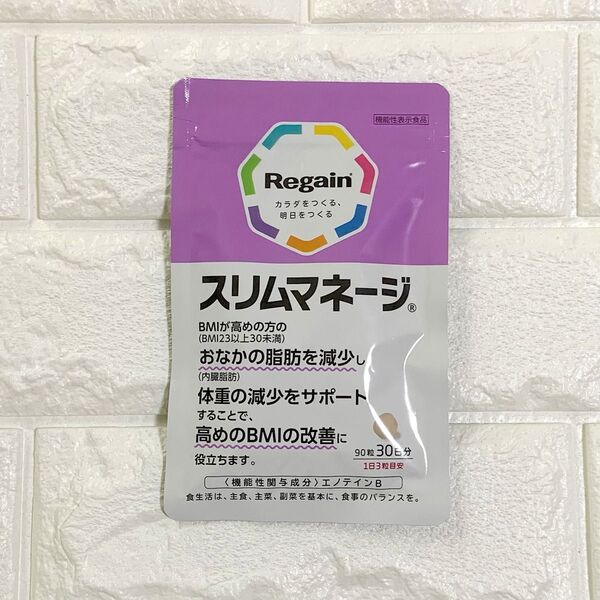 機能性表示食品
Regain®
カラダをつくる、
明日をつくる
スリムマネージ®
BMIが高めの方の
(BMI23以上30未満)
おなかの脂肪を減少し
(内臓脂肪)
体重の減少をサポート
することで、
高めのBMIの改善に
役立ちます。
90粒30日分
1日3粒目安
〈機能性関与成分〉エノテインB
食生活は、主食、主菜、副菜を基本に、食事のバランスを。